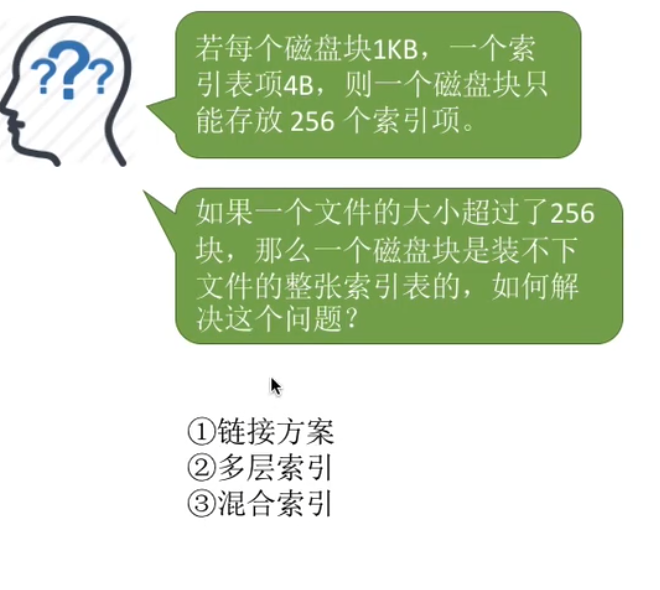 ???
若每个磁盘块1KB，一个索
引表项4B，则一个磁盘块只
能存放 256 个索引项。
如果一个文件的大小超过了256
块，那么一个磁盘块是装不下
文件的整张索引表的，如何解
决这个问题？
①链接方案
②多层索引
③混合索引